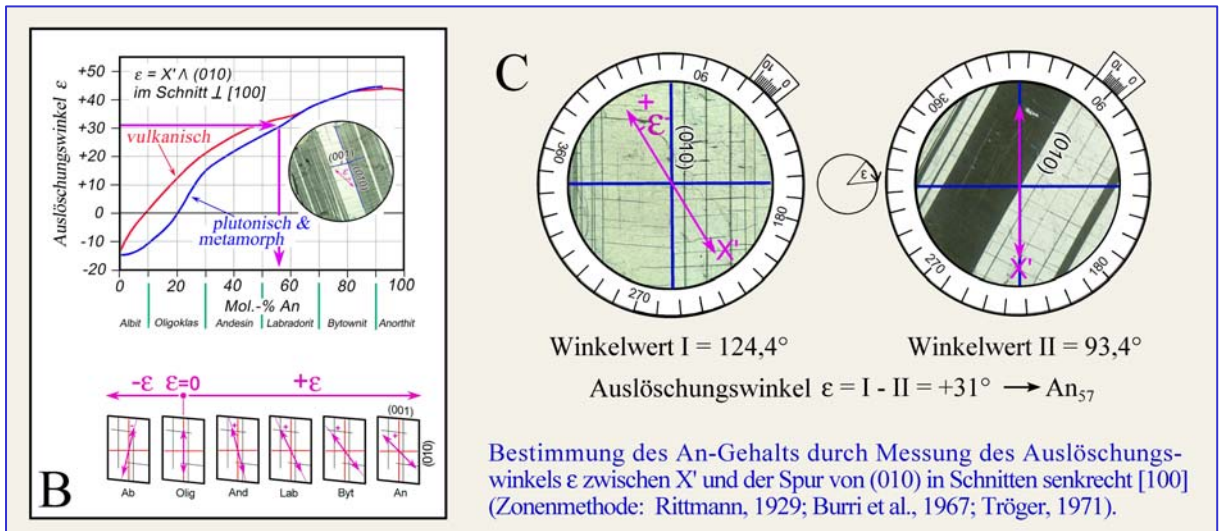 B
+50
+40
+30
+20
+10
0
-10
-20
Auslöschungswinkel ε
ε = X' Λ (010)
im Schnitt ⊥ [100]
vulkanisch
plutonisch &
metamorph
(001)
(010)
ε
0 20 40 60 80 100
Mol.-% An
Albit Oligoklas Andesin Labradorit Bytownit Anorthit
-ε ε=0 +ε
(001)
(010)
- + + + +
Ab Olig And Lab Byt An
C
0
10
90
360
180
270
+
ε
(010)
X'
ε
0
10
90
360
180
270
(010)
X'
Winkelwert I = 124,4°
Winkelwert II = 93,4°
Auslöschungswinkel ε = I - II = +31° → An57
Bestimmung des An-Gehalts durch Messung des Auslöschungs-
winkels ε zwischen X' und der Spur von (010) in Schnitten senkrecht [100]
(Zonenmethode: Rittmann, 1929; Burri et al., 1967; Tröger, 1971).